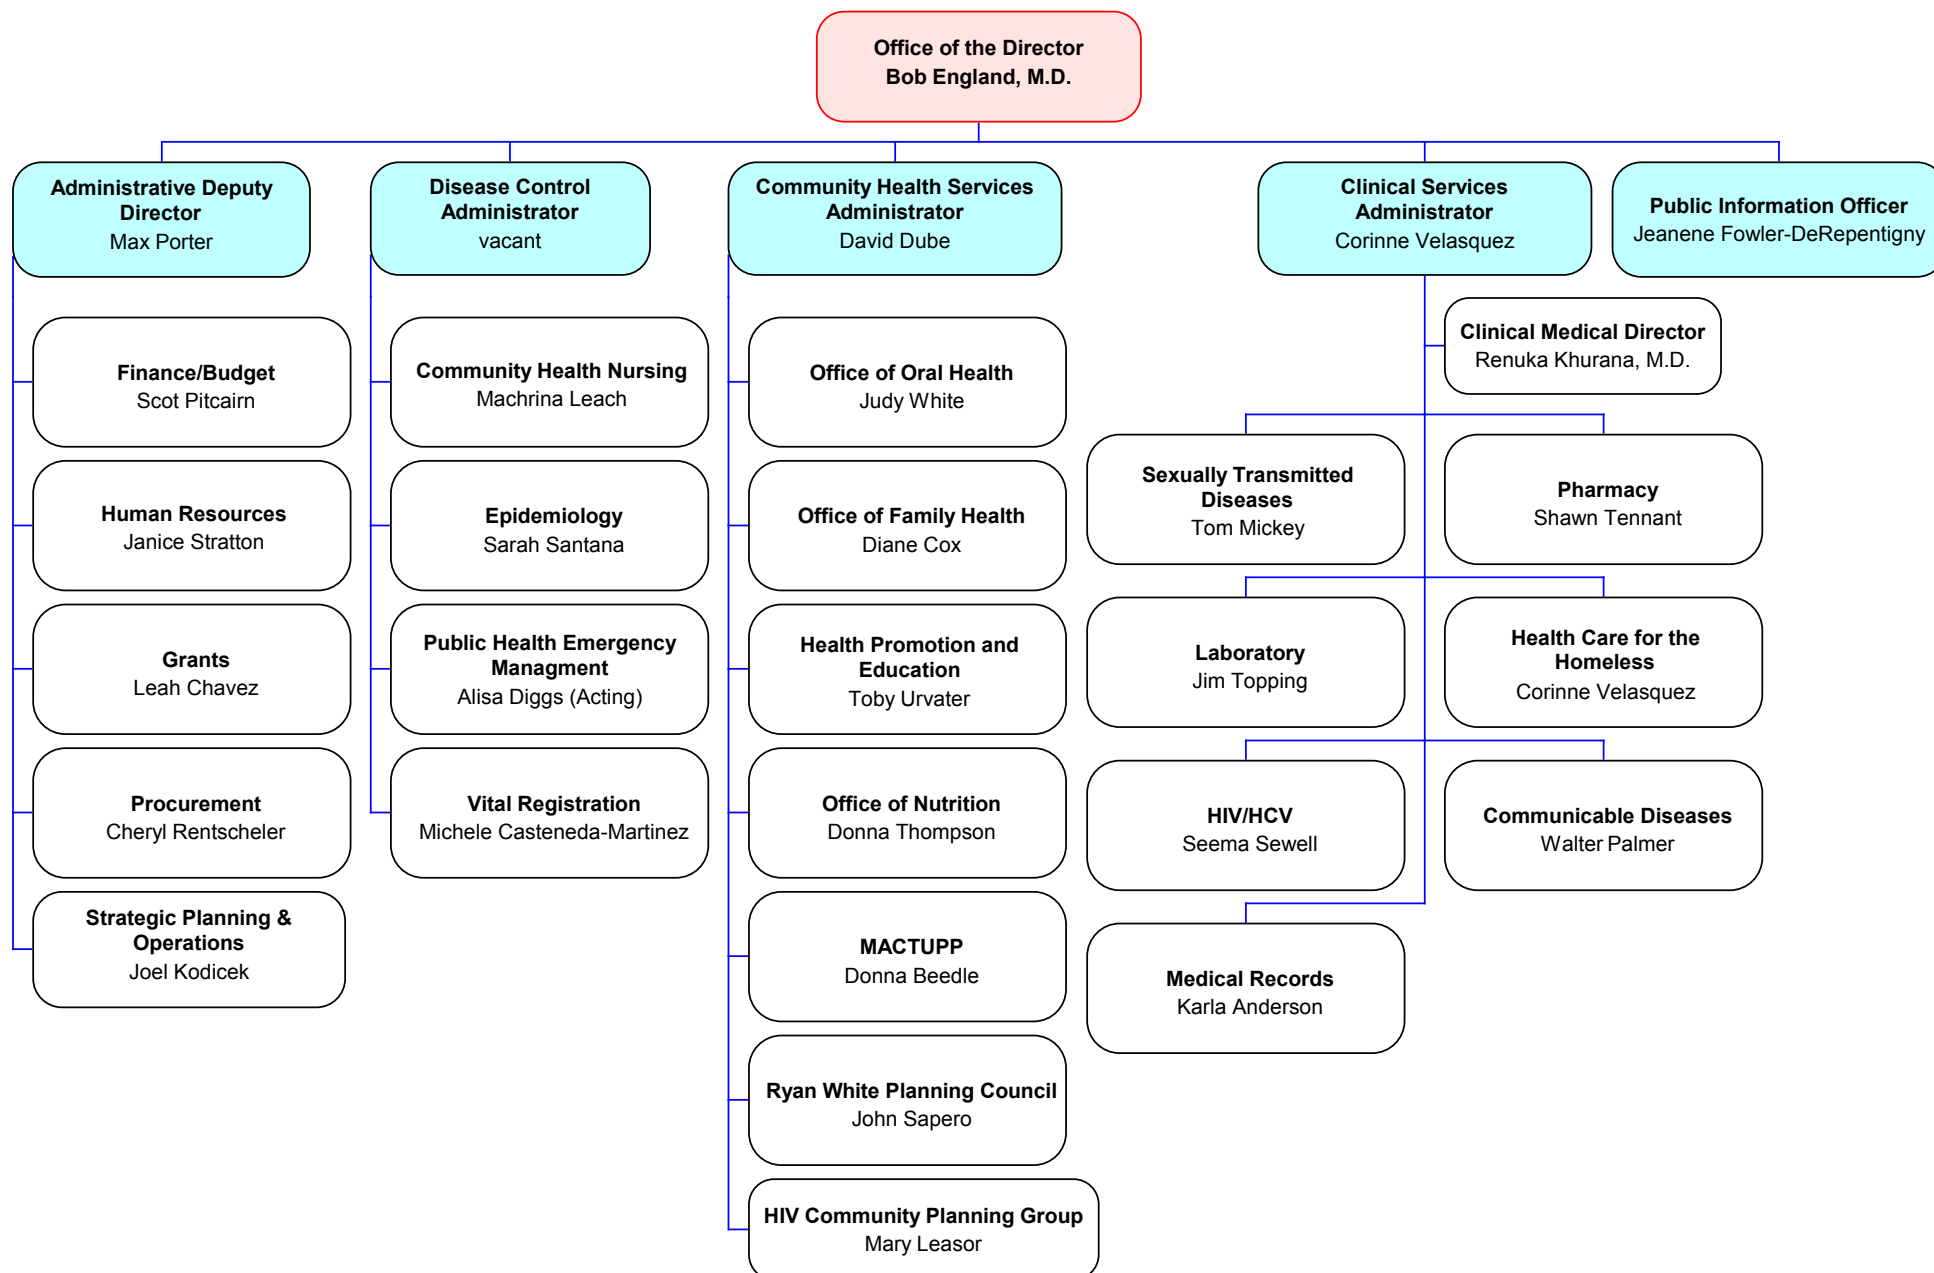 Office of the Director
Bob England, M.D.
Administrative Deputy
Director
Max Porter
Disease Control
Administrator
vacant
Community Health Services
Administrator
David Dube
Clinical Services
Administrator
Corinne Velasquez
Public Information Officer
Jeanene Fowler-DeRepentigny
Finance/Budget
Scot Pitcairn
Human Resources
Janice Stratton
Grants
Leah Chavez
Procurement
Cheryl Rentscheler
Strategic Planning &
Operations
Joel Kodicek
Community Health Nursing
Machrina Leach
Epidemiology
Sarah Santana
Public Health Emergency
Managment
Alisa Diggs (Acting)
Vital Registration
Michele Casteneda-Martinez
Office of Oral Health
Judy White
Office of Family Health
Diane Cox
Health Promotion and
Education
Toby Urvater
Office of Nutrition
Donna Thompson
MACTUPP
Donna Beedle
Ryan White Planning Council
John Sapero
HIV Community Planning Group
Mary Leasor
Clinical Medical Director
Renuka Khurana, M.D.
Sexually Transmitted
Diseases
Tom Mickey
Pharmacy
Shawn Tennant
Laboratory
Jim Topping
Health Care for the
Homeless
Corinne Velasquez
HIV/HCV
Seema Sewell
Communicable Diseases
Walter Palmer
Medical Records
Karla Anderson